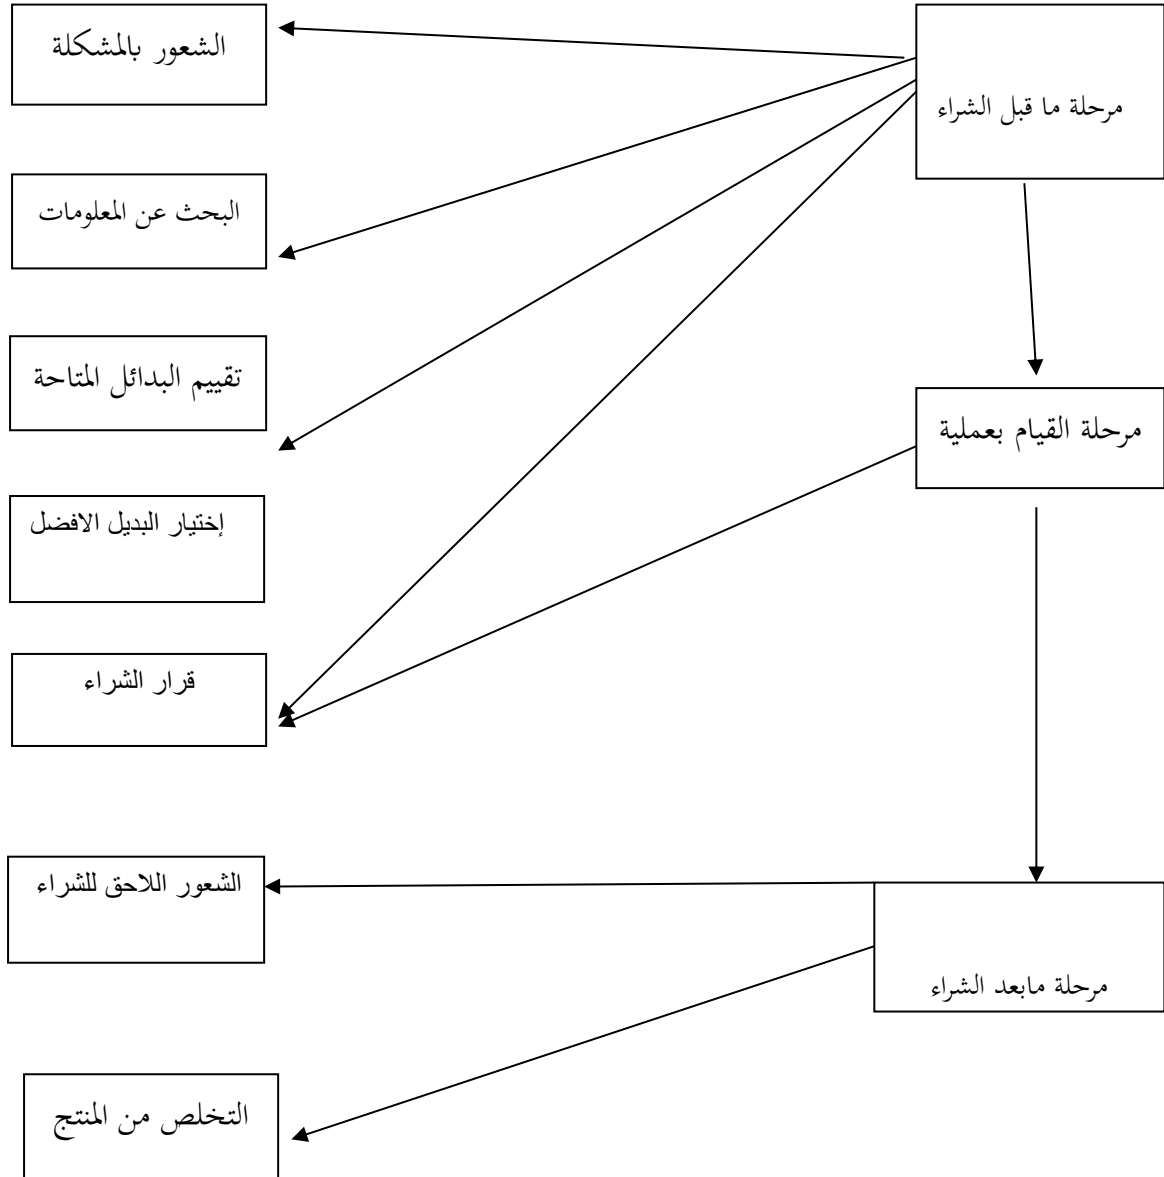 مرحلة ما قبل الشراء
الشعور بالمشكلة
البحث عن المعلومات
تقييم البدائل المتاحة
إختيار البديل الافضل
مرحلة القيام بعملية
قرار الشراء
مرحلة مابعد الشراء
الشعور اللاحق للشراء
التخلص من المنتج